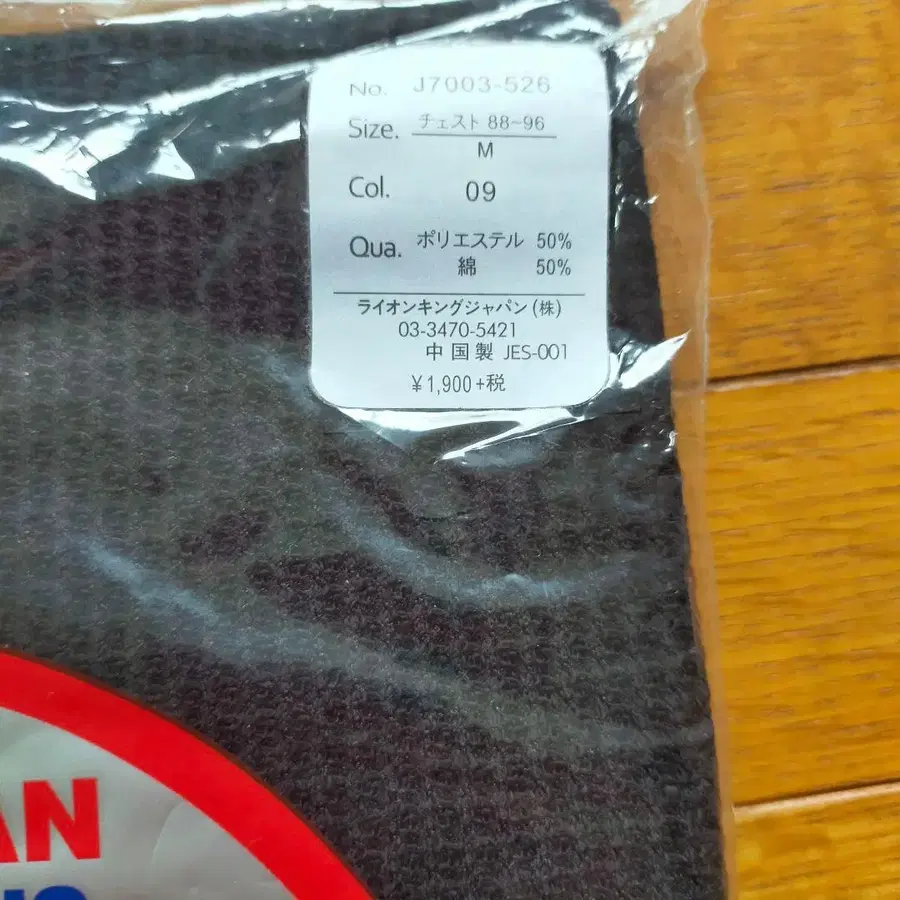 No. J7003-526
Size. チェスト 88~96
M
Col. 09
Qua. ポリエステル 50%
綿 50%
ライオンキングジャパン(株)
03-3470-5421
中国製 JES-001
¥1,900+税
AN